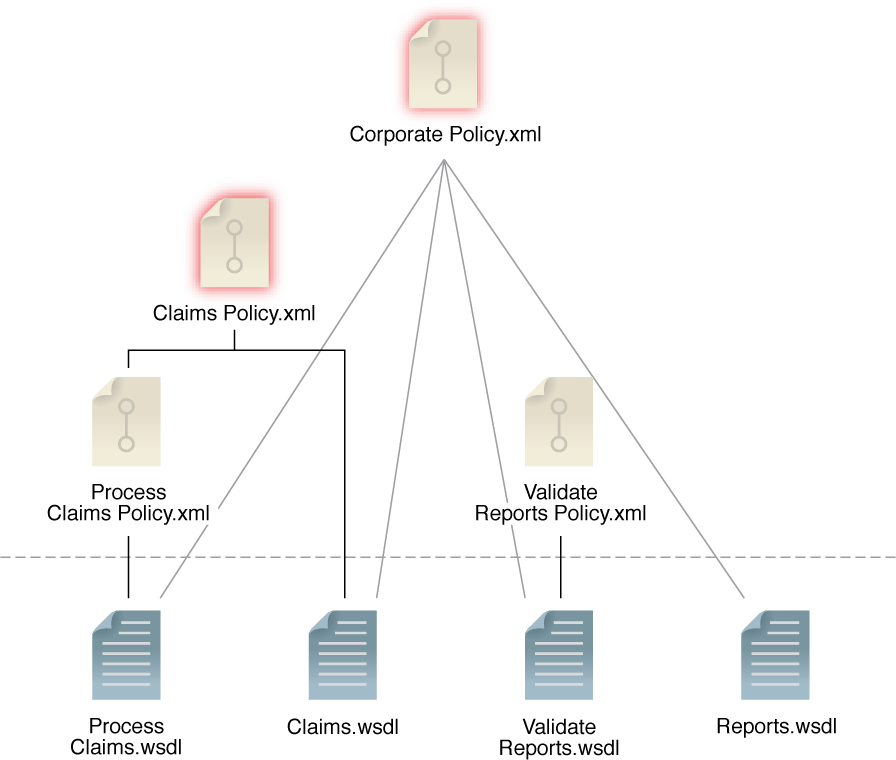 Corporate Policy.xml
Claims Policy.xml
Process
Claims Policy.xml
Validate
Reports Policy.xml
Process
Claims.wsdl
Claims.wsdl
Validate
Reports.wsdl
Reports.wsdl